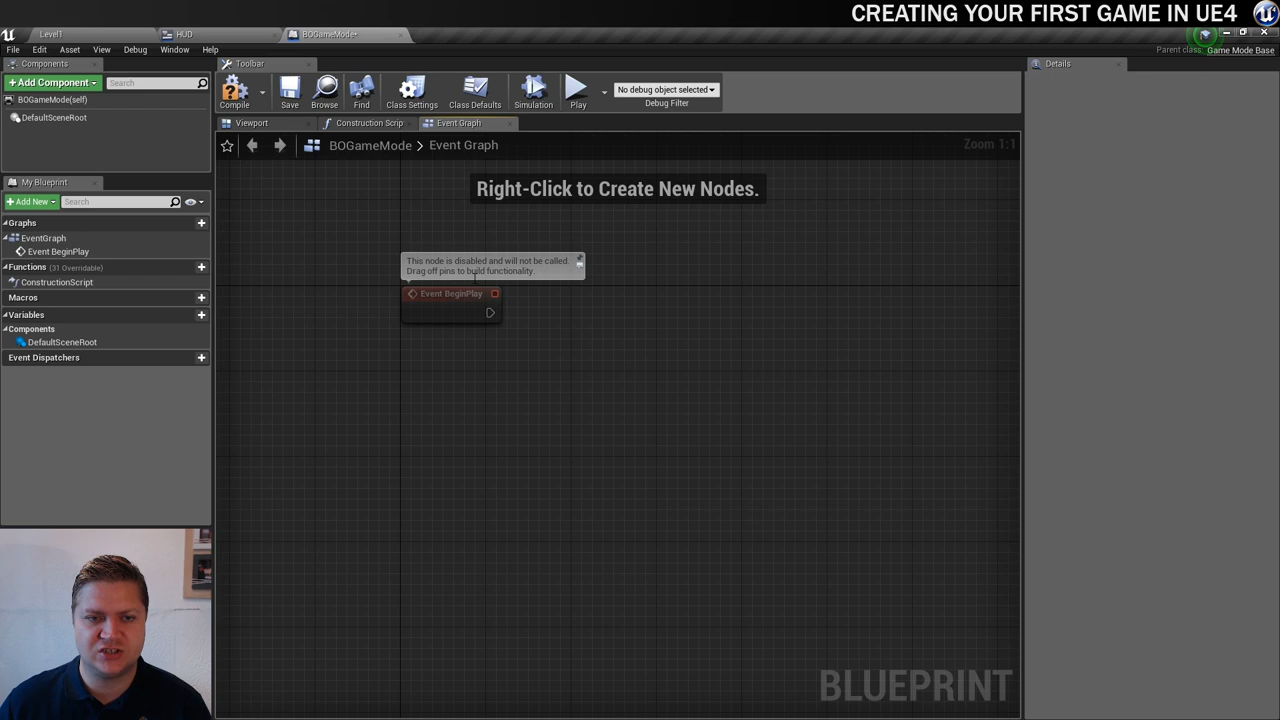 CREATING YOUR FIRST GAME IN UE4
Level1
HUD
BOGameMode*
File Edit Asset View Debug Window Help
Parent class: Game Mode Base
Components
Toolbar
Details
+Add Component
Search
BOGameMode(self)
DefaultSceneRoot
Compile
Save
Browse
Find
Class Settings
Class Defaults
Simulation
Play
No debug object selected
Debug Filter
Viewport
Construction Scrip
Event Graph
BOGameMode > Event Graph
Zoom 1:1
Right-Click to Create New Nodes.
My Blueprint
+Add New
Search
Graphs
EventGraph
Event BeginPlay
Functions (31 Overridable)
ConstructionScript
Macros
Variables
Components
DefaultSceneRoot
Event Dispatchers
This node is disabled and will not be called.
Drag off pins to build functionality.
Event BeginPlay
BLUEPRINT